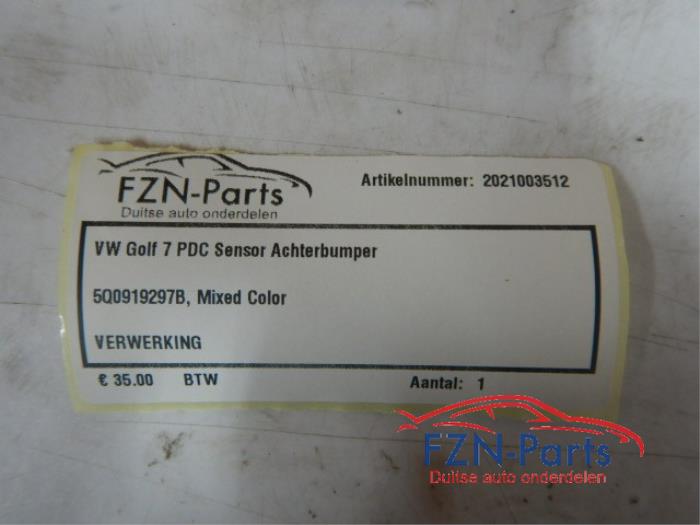 FZN-Parts
Duitse auto onderdelen
Artikelnummer: 2021003512
VW Golf 7 PDC Sensor Achterbumper
5Q0919297B, Mixed Color
VERWERKING
€ 35.00 BTW Aantal: 1
FZN-Parts
Duitse auto onderdelen